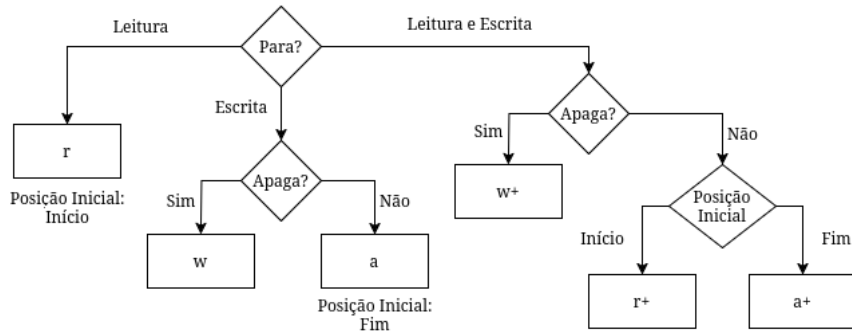 Leitura
Para?
Leitura e Escrita
Escrita
Apaga?
Sim
Não
r
w+
Posição Inicial:
Início
Apaga?
Sim
Não
Posição
Inicial
Início
Fim
w
a
r+
a+
Posição Inicial:
Fim